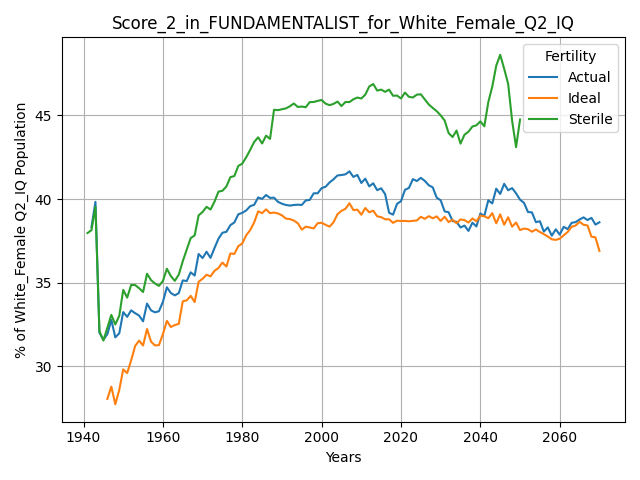 Score_2_in_FUNDAMENTALIST_for_White_Female_Q2_IQ
Fertility
Actual
Ideal
Sterile
% of White_Female Q2_IQ Population
45
40
35
30
1940 1960 1980 2000 2020 2040 2060
Years